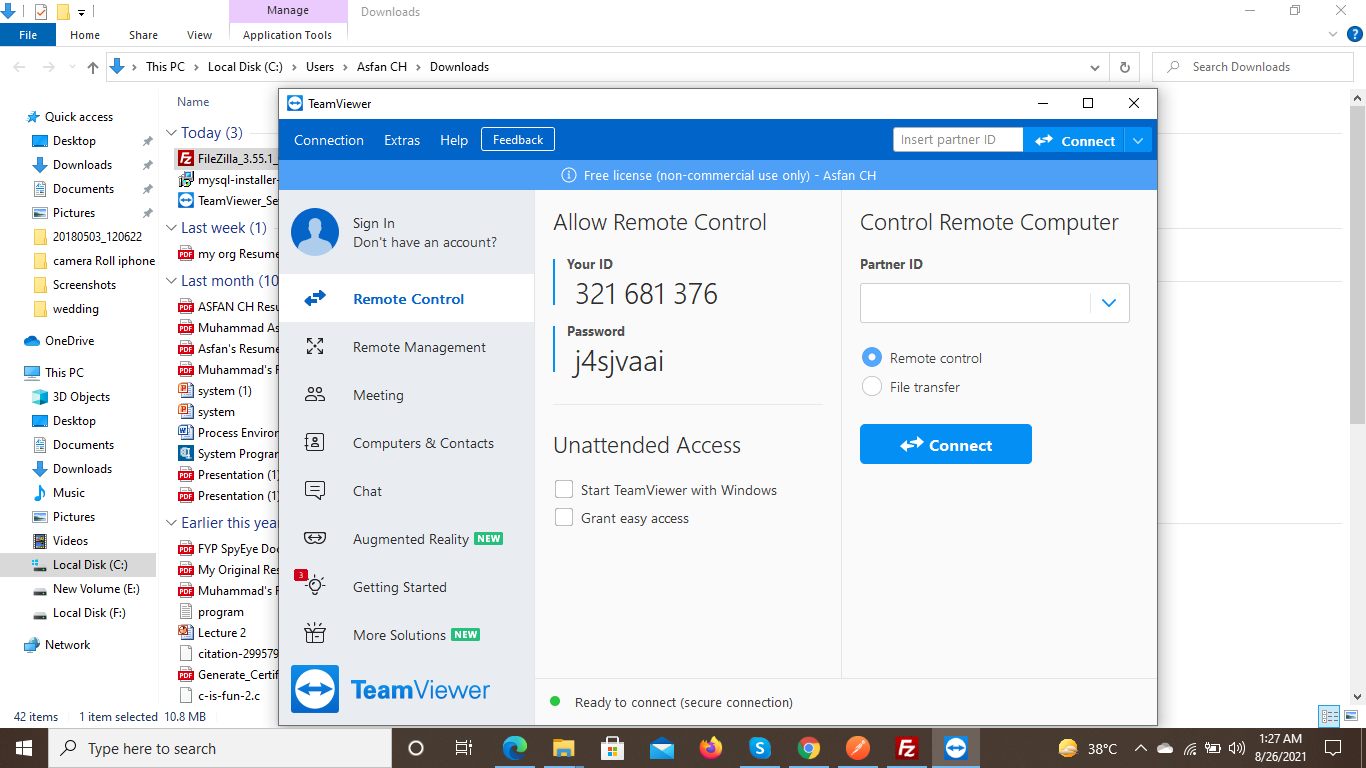 Manage
Downloads
File
Home
Share
View
Application Tools
This PC
Local Disk (C:)
Users
Asfan CH
Downloads
Search Downloads
Quick access
Desktop
Downloads
Documents
Pictures
20180503_120622
camera Roll iphone
Screenshots
wedding
OneDrive
This PC
3D Objects
Desktop
Documents
Downloads
Music
Pictures
Videos
Local Disk (C:)
New Volume (E:)
Local Disk (F:)
Network
Name
Today (3)
FileZilla_3.55.1_
mysql-installer-
TeamViewer_Se
Last week (1)
my org Resume
Last month (10
ASFAN CH Resu
Muhammad As
Asfan's Resume
Muhammad's R
system (1)
system
Process Environ
System Program
Presentation (1)
Presentation (1)
Earlier this yea
FYP SpyEye Doc
My Original Res
Muhammad's R
program
Lecture 2
citation-299579
Generate_Certif
c-is-fun-2.c
TeamViewer
Connection
Extras
Help
Feedback
Insert partner ID
Connect
Free license (non-commercial use only) - Asfan CH
Sign In
Don't have an account?
Remote Control
Remote Management
Meeting
Computers & Contacts
Chat
Augmented Reality NEW
3
Getting Started
More Solutions NEW
TeamViewer
Allow Remote Control
Your ID
321 681 376
Password
j4sjvaai
Unattended Access
Start TeamViewer with Windows
Grant easy access
Control Remote Computer
Partner ID
Remote control
File transfer
Connect
Ready to connect (secure connection)
42 items
1 item selected 10.8 MB
Type here to search
38°C
1:27 AM
8/26/2021